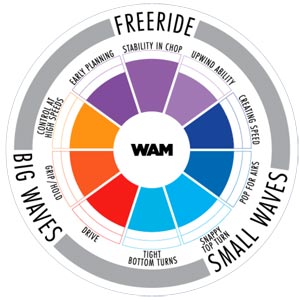 FREERIDE
STABILITY IN CHOP
UPWIND ABILITY
CREATING SPEED
POP FOR AIRS
SNAPPY
TOP TURN
TIGHT
BOTTOM TURNS
DRIVE
GRIP/HOLD
CONTROL AT
HIGH SPEEDS
EARLY PLANNING
WAM
BIG WAVES
SMALL WAVES